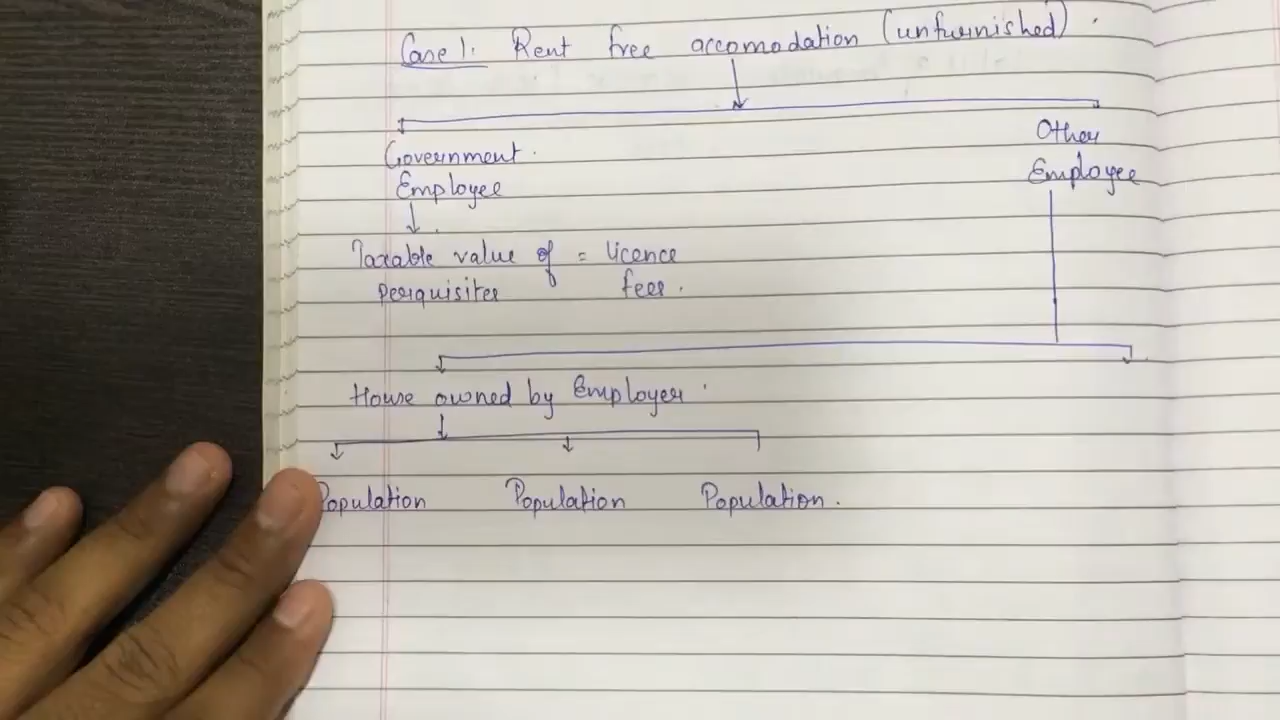 Case 1: Rent free accomodation (unfurnished)
Government
Employee
Other
Employee
Taxable value of = licence
perquisites fees.
House owned by Employer
Population Population Population.